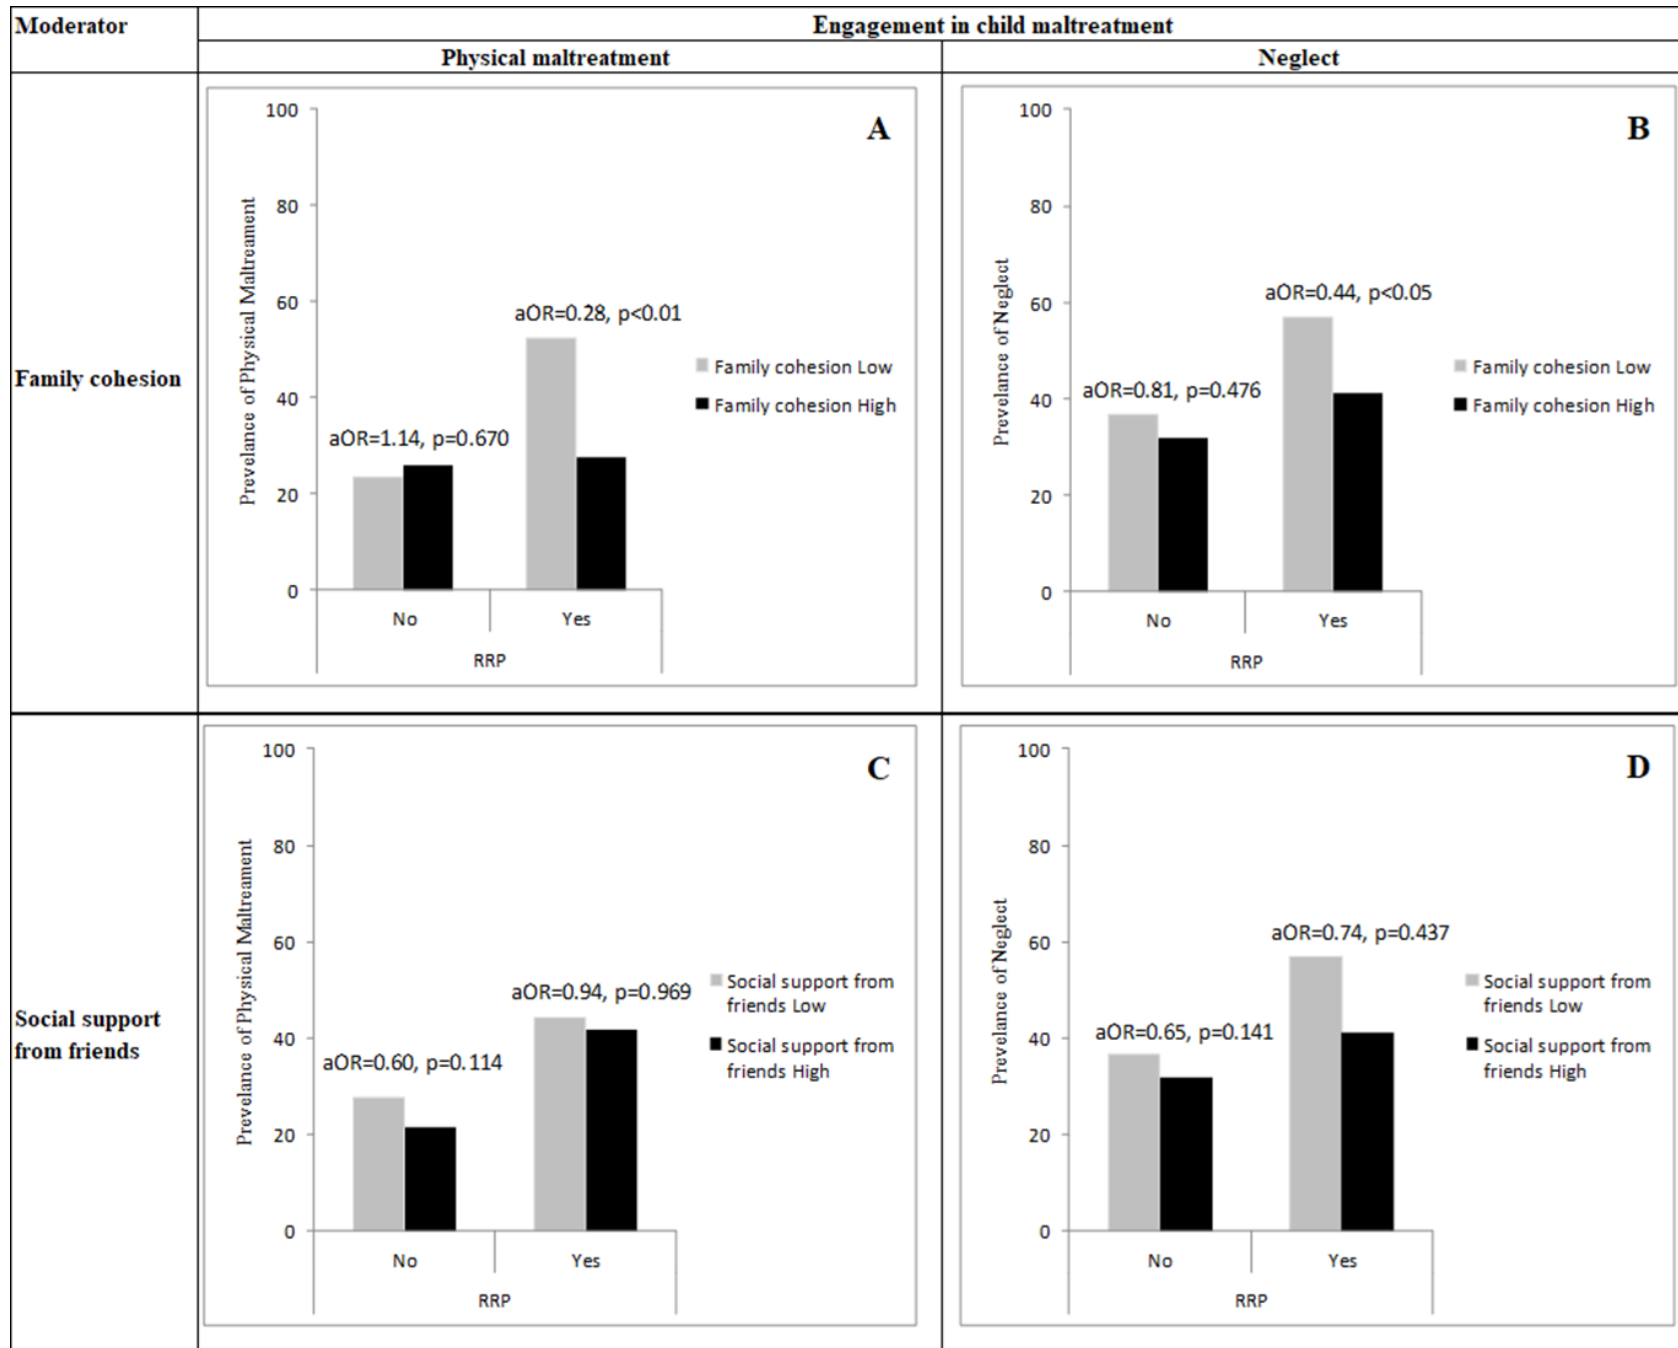 Moderator
Engagement in child maltreatment
Physical maltreatment
Neglect
Family cohesion
A
Prevelance of Physical Maltreament
100
80
60
40
20
0
aOR=1.14, p=0.670
aOR=0.28, p<0.01
No
Yes
RRP
Family cohesion Low
Family cohesion High
B
Prevelance of Neglect
100
80
60
40
20
0
aOR=0.81, p=0.476
aOR=0.44, p<0.05
No
Yes
RRP
Family cohesion Low
Family cohesion High
Social support
from friends
C
Prevelance of Physical Maltreament
100
80
60
40
20
0
aOR=0.60, p=0.114
aOR=0.94, p=0.969
No
Yes
RRP
Social support from
friends Low
Social support from
friends High
D
Prevelance of Neglect
100
80
60
40
20
0
aOR=0.65, p=0.141
aOR=0.74, p=0.437
No
Yes
RRP
Social support from
friends Low
Social support from
friends High